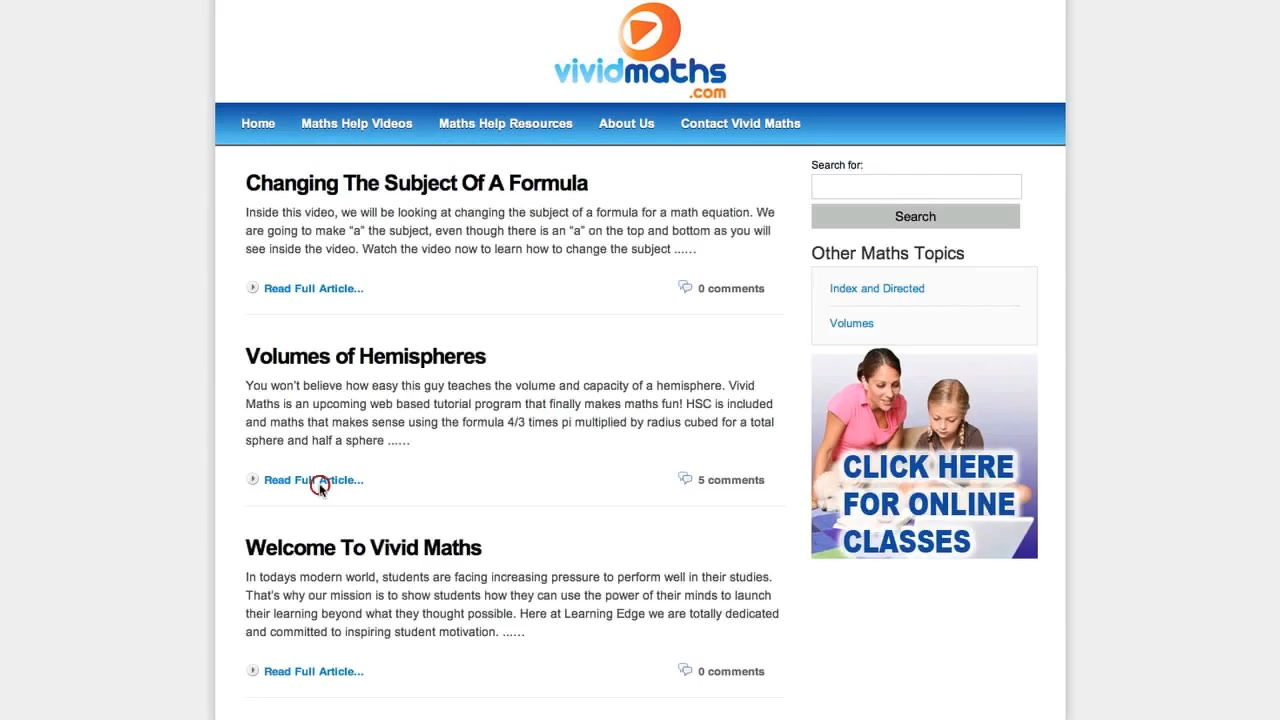 vividmaths
.com
Home Maths Help Videos Maths Help Resources About Us Contact Vivid Maths
Changing The Subject Of A Formula
Inside this video, we will be looking at changing the subject of a formula for a math equation. We
are going to make “a” the subject, even though there is an “a” on the top and bottom as you will
see inside the video. Watch the video now to learn how to change the subject ...…
Read Full Article...
0 comments
Volumes of Hemispheres
You won’t believe how easy this guy teaches the volume and capacity of a hemisphere. Vivid
Maths is an upcoming web based tutorial program that finally makes maths fun! HSC is included
and maths that makes sense using the formula 4/3 times pi multiplied by radius cubed for a total
sphere and half a sphere ...…
Read Full Article...
5 comments
Welcome To Vivid Maths
In todays modern world, students are facing increasing pressure to perform well in their studies.
That’s why our mission is to show students how they can use the power of their minds to launch
their learning beyond what they thought possible. Here at Learning Edge we are totally dedicated
and committed to inspiring student motivation. ...…
Read Full Article...
0 comments
Search for:
Search
Other Maths Topics
Index and Directed
Volumes
CLICK HERE
FOR ONLINE
CLASSES